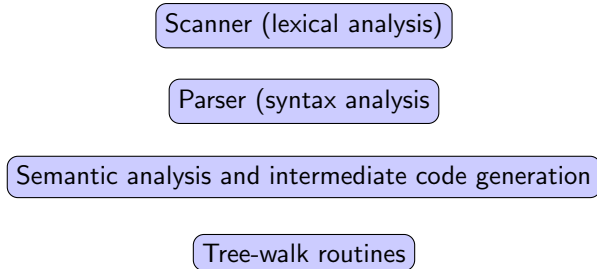 Scanner (lexical analysis)
Parser (syntax analysis
Semantic analysis and intermediate code generation
Tree-walk routines